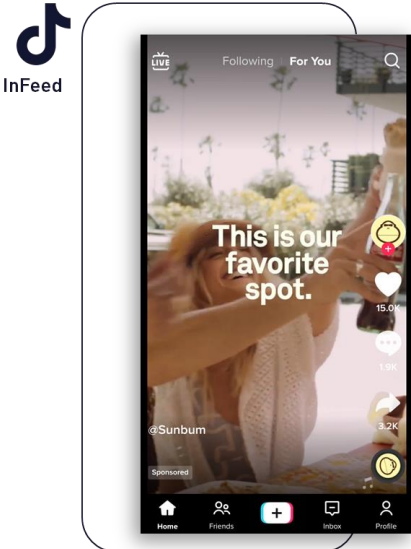 InFeed
LIVE
Following
For You
This is our
favorite
spot.
15.0K
1.9K
3.2K
@Sunbum
Sponsored
Home
Friends
Inbox
Profile